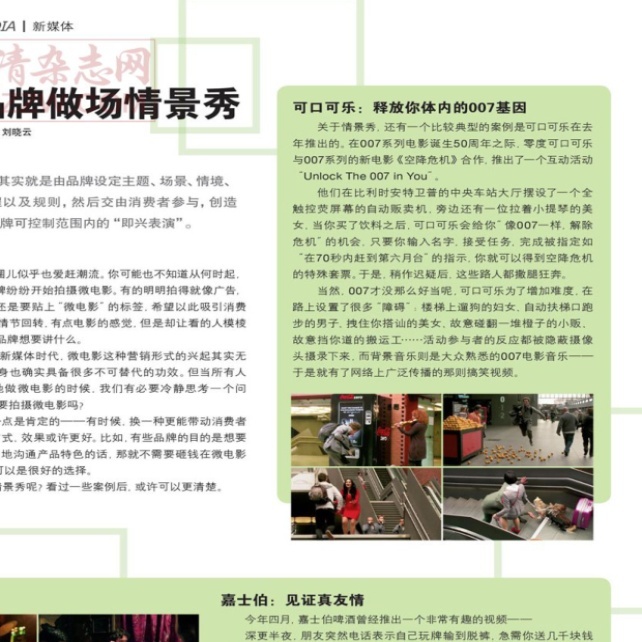 DIA | 新媒体
情杂志网
品牌做场情景秀
刘晓云
其实就是由品牌设定主题、场景、情境、
以及规则，然后交由消费者参与，创造
牌可控制范围内的“即兴表演”。
圈儿似乎也爱赶潮流。你可能也不知道从何时起，
牌纷纷开始拍摄微电影。有的明明拍得就像广告，
还是要贴上“微电影”的标签，希望以此吸引消费
情节回转，有点电影的感觉，但是却让看的人模棱
品牌想要讲什么。
新媒体时代，微电影这种营销形式的兴起其实无
身也确实具备很多不可替代的功效。但当所有人
做微电影的时候，我们有必要冷静思考一个问
要拍摄微电影吗？
点是肯定的——有时候，换一种更能带动消费者
式，效果或许更好。比如，有些品牌的目的是想要
地沟通产品特色的话，那就不需要砸钱在微电影
可以是很好的选择。
情景秀呢？看过一些案例后，或许可以更清楚。
可口可乐：释放你体内的007基因
关于情景秀，还有一个比较典型的案例是可口可乐在去
年推出的。在007系列电影诞生50周年之际，零度可口可乐
与007系列的新电影《空降危机》合作，推出了一个互动活动
“Unlock The 007 in You”。
他们在比利时安特卫普的中央车站大厅摆设了一个全
触控荧屏幕的自动贩卖机，旁边还有一位拉着小提琴的美
女，当你买了饮料之后，可口可乐会给你“像007一样，解除
危机”的机会，只要你输入名字，接受任务，完成被指定如
“在70秒内赶到第六月台”的指示，你就可以得到空降危机
的特殊套票，于是，稍作迟疑后，这些路人都撒腿狂奔。
当然，007才没那么好当呢，可口可乐为了增加难度，在
路上设置了很多“障碍”：楼梯上遛狗的妇女，自动扶梯口跑
步的男子，拽住你搭讪的美女，故意碰翻一堆橙子的小贩，
故意挡你道的搬运工……活动参与者的反应都被隐蔽摄像
头摄录下来，而背景音乐则是大众熟悉的007电影音乐——
于是就有了网络上广泛传播的那则搞笑视频。
嘉士伯：见证真友情
今年四月，嘉士伯啤酒曾经推出一个非常有趣的视频——
深更半夜，朋友突然电话表示自己玩牌输到脱裤，急需你送几千块钱